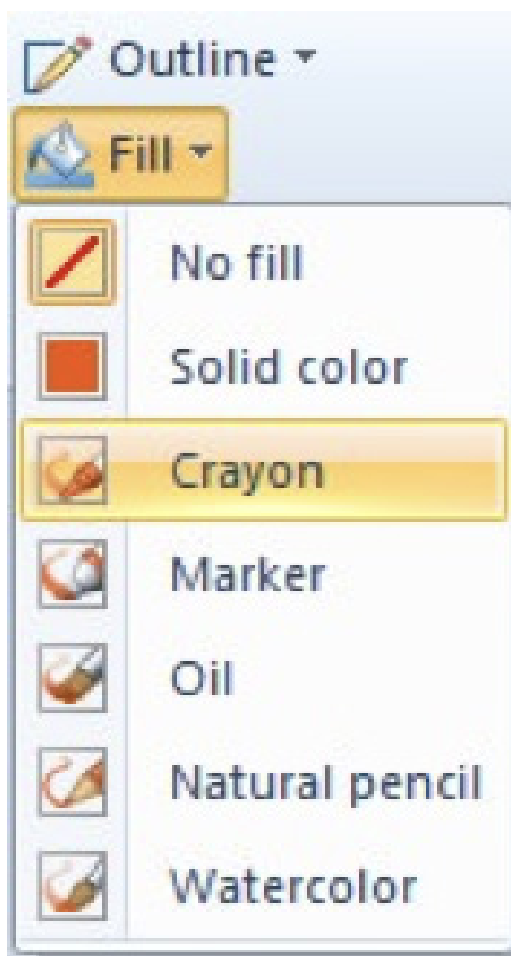 Outline
Fill
No fill
Solid color
Crayon
Marker
Oil
Natural pencil
Watercolor